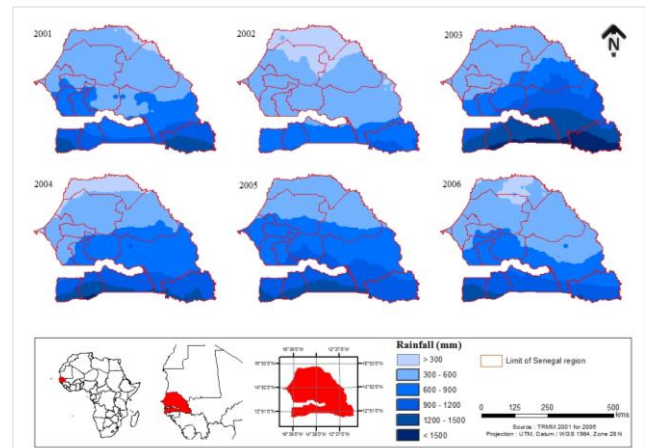 2001
2002
2003
N
2004
2005
2006
Rainfall (mm)
> 300
300 - 600
600 - 900
900 - 1200
1200 - 1500
< 1500
Limit of Senegal region
0 125 250 500
kms
Source : TRMM 2001 for 2006
Projection : UTM, Datum / WGS 1984, Zone 28 N